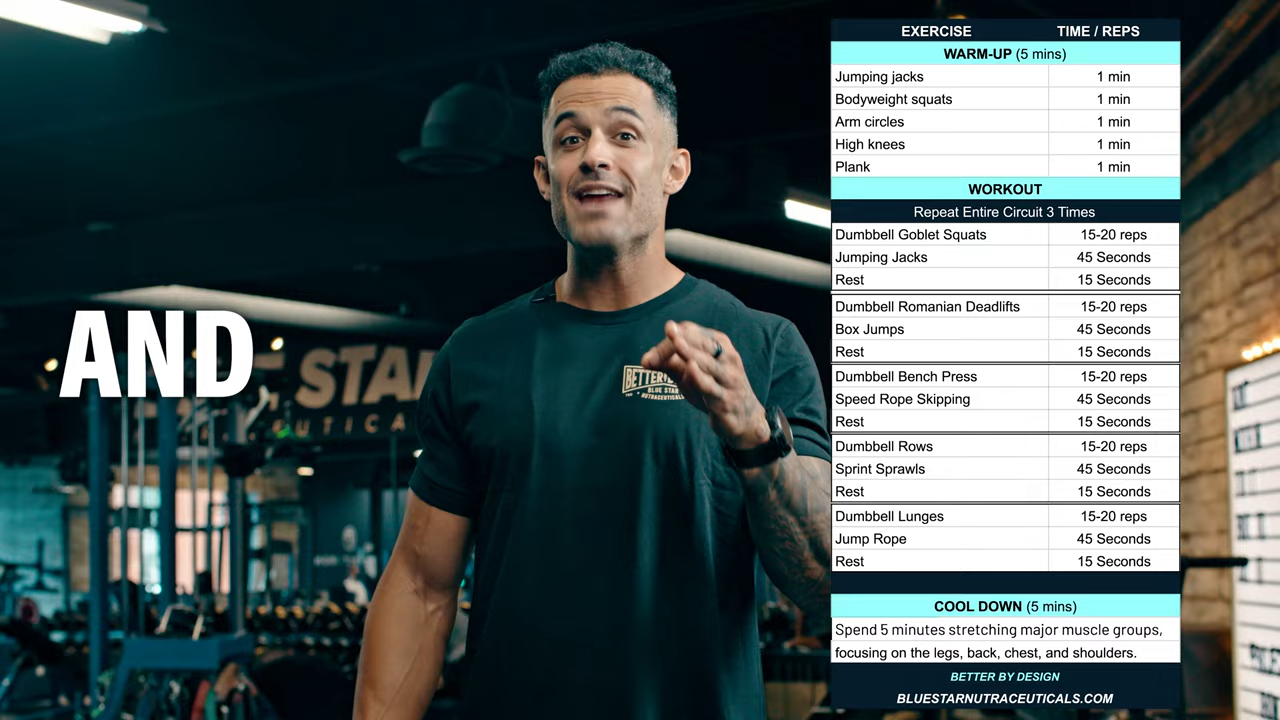 AND
STAR
BLUE STAR
NUTRACEUTICALS
EXERCISE TIME / REPS
WARM-UP (5 mins)
Jumping jacks 1 min
Bodyweight squats 1 min
Arm circles 1 min
High knees 1 min
Plank 1 min
WORKOUT
Repeat Entire Circuit 3 Times
Dumbbell Goblet Squats 15-20 reps
Jumping Jacks 45 Seconds
Rest 15 Seconds
Dumbbell Romanian Deadlifts 15-20 reps
Box Jumps 45 Seconds
Rest 15 Seconds
Dumbbell Bench Press 15-20 reps
Speed Rope Skipping 45 Seconds
Rest 15 Seconds
Dumbbell Rows 15-20 reps
Sprint Sprawls 45 Seconds
Rest 15 Seconds
Dumbbell Lunges 15-20 reps
Jump Rope 45 Seconds
Rest 15 Seconds
COOL DOWN (5 mins)
Spend 5 minutes stretching major muscle groups,
focusing on the legs, back, chest, and shoulders.
BETTER BY DESIGN
BLUESTARNUTRACEUTICALS.COM